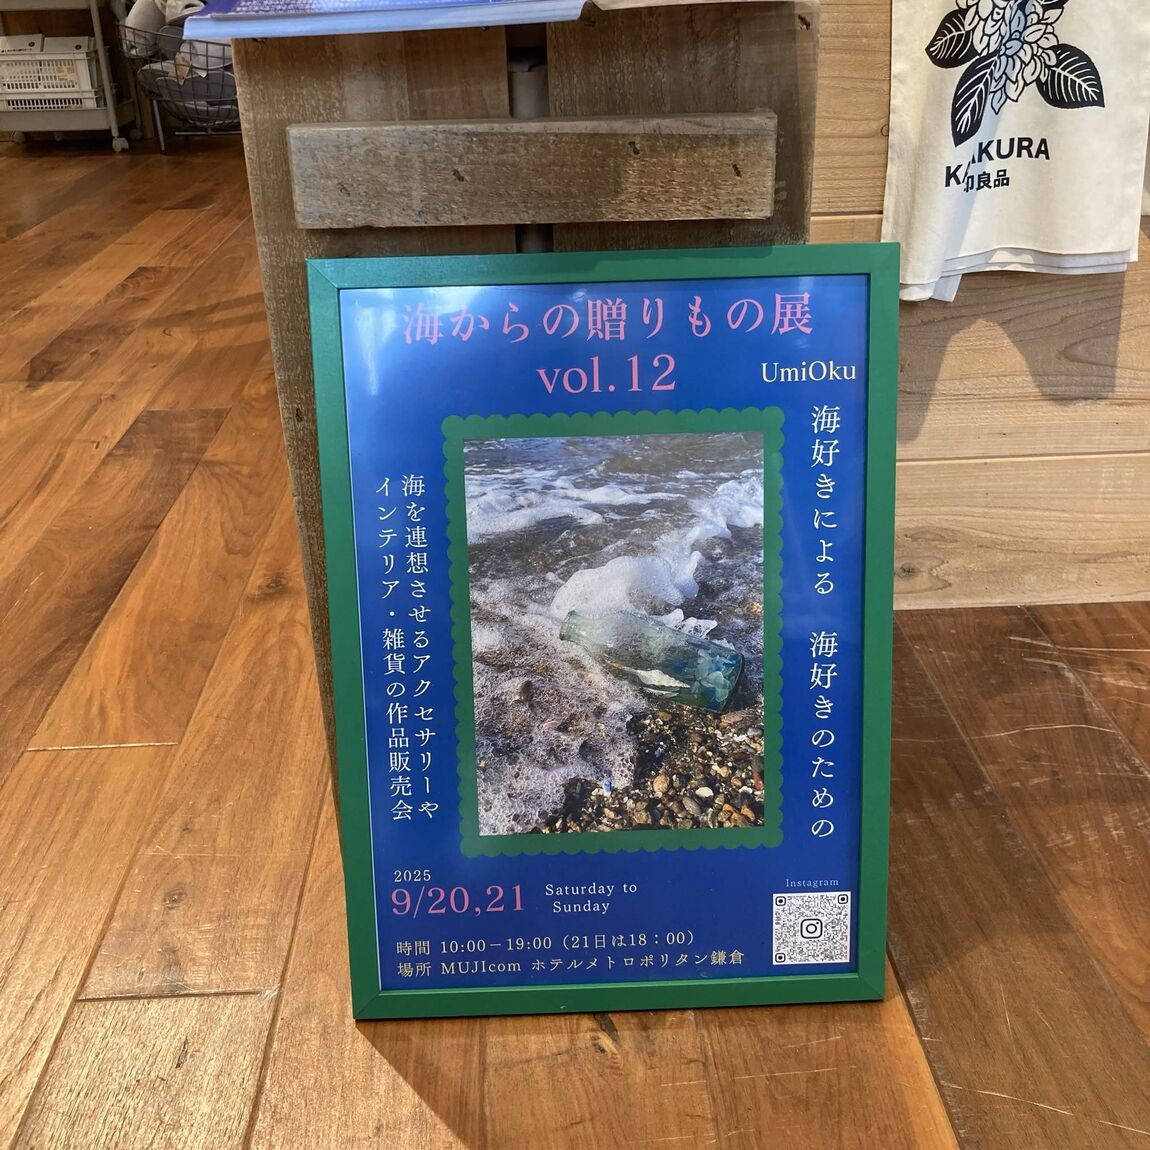 KAMAKURA
無印良品
海からの贈りもの展
vol.12
UmiOku
海好きによる 海好きのための
海を連想させるアクセサリーや
インテリア・雑貨の作品販売会
2025
9/20,21
Saturday to
Sunday
時間 10:00－19:00（21日は18：00）
場所 MUJIcom ホテルメトロポリタン鎌倉
Instagram